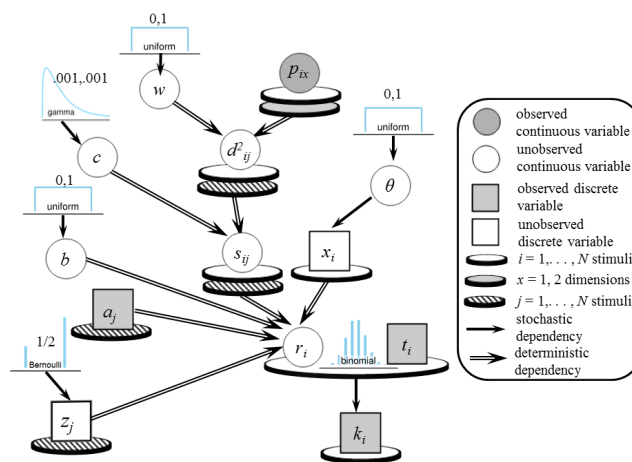 0,1
uniform
w
p_ix
.001,.001
gamma
c
d²_ij
0,1
uniform
θ
0,1
uniform
b
s_ij
x_i
a_j
r_i
binomial
t_i
1/2
Bernoulli
z_j
k_i
observed
continuous variable
unobserved
continuous variable
observed discrete
variable
unobserved
discrete variable
i = 1,. . . , N stimuli
x = 1, 2 dimensions
j = 1,. . . , N stimuli
stochastic
dependency
deterministic
dependency